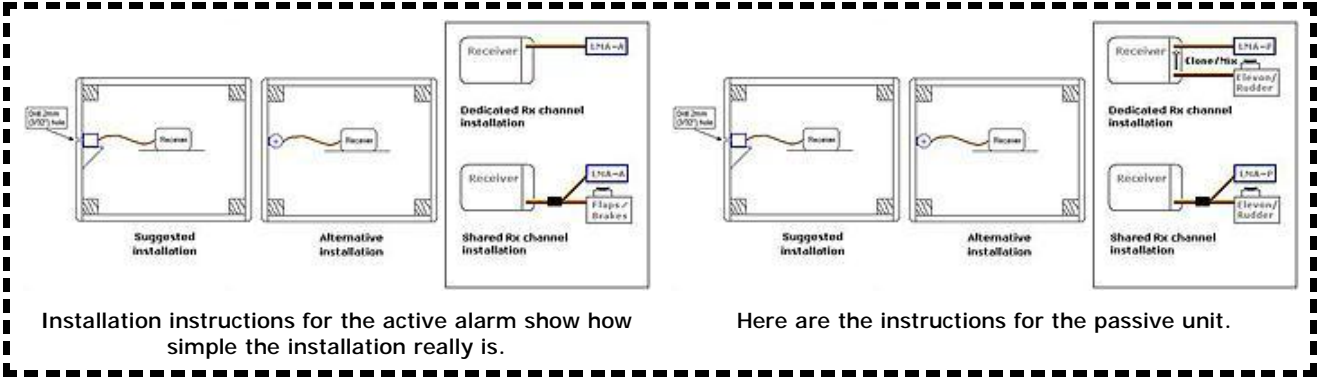 Drill 2mm
(3/32") hole
Receiver
Suggested
installation
Receiver
Alternative
installation
Receiver
LMA-A
Dedicated Rx channel
installation
Receiver
LMA-A
Flaps/
Brakes
Shared Rx channel
installation
Installation instructions for the active alarm show how
simple the installation really is.
Drill 2mm
(3/32") hole
Receiver
Suggested
installation
Receiver
Alternative
installation
Receiver
LMA-P
Clone/Mix
Elevon/
Rudder
Dedicated Rx channel
installation
Receiver
LMA-P
Elevon/
Rudder
Shared Rx channel
installation
Here are the instructions for the passive unit.